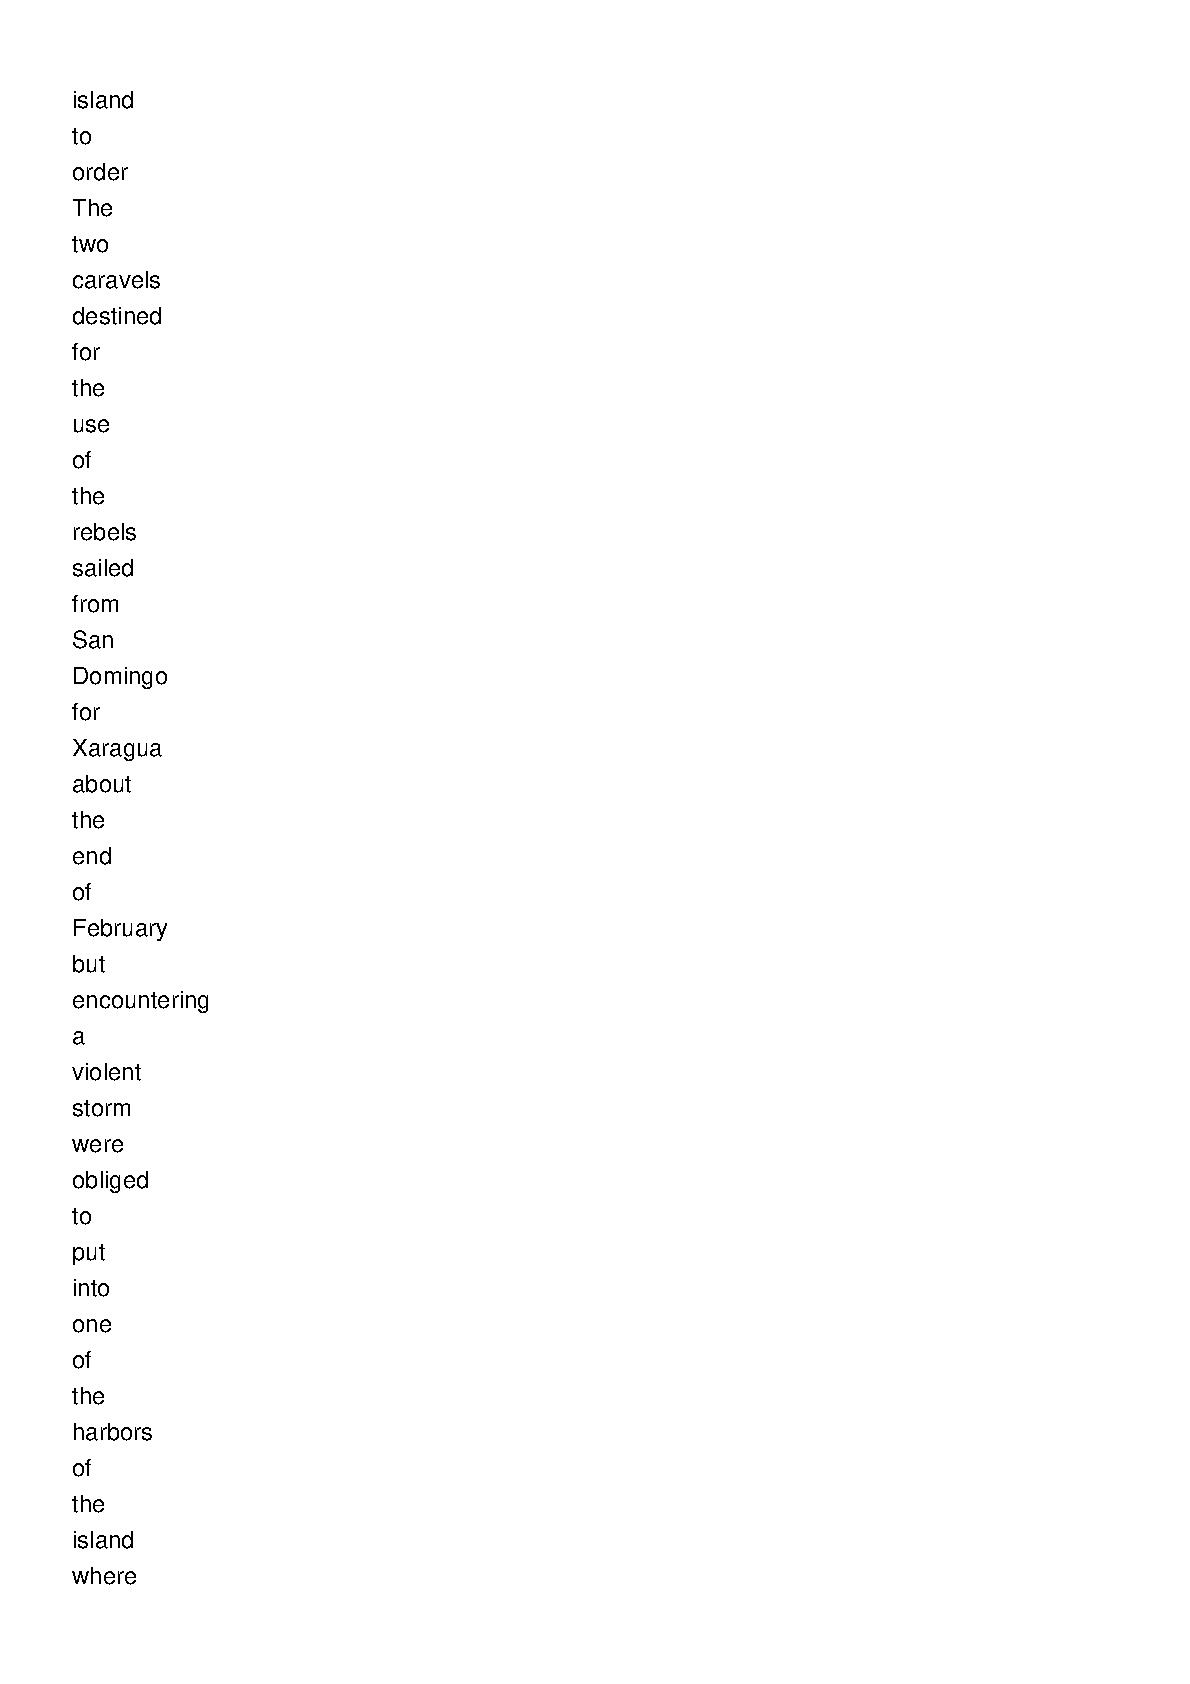 island
to
order
The
two
caravels
destined
for
the
use
of
the
rebels
sailed
from
San
Domingo
for
Xaragua
about
the
end
of
February
but
encountering
a
violent
storm
were
obliged
to
put
into
one
of
the
harbors
of
the
island
where